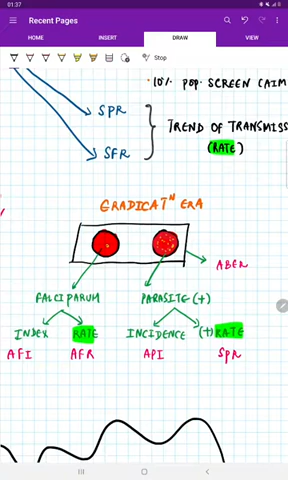 01:37
Recent Pages
HOME INSERT DRAW VIEW
Stop
• 10% POP. SCREEN (AIM
SPR
TREND OF TRANSMISS
SFR
(RATE)
ERADICATᴺ ERA
ABER
FALCIPARUM PARASITE (+)
INDEX RATE INCIDENCE (+) RATE
AFI AFR API SPR